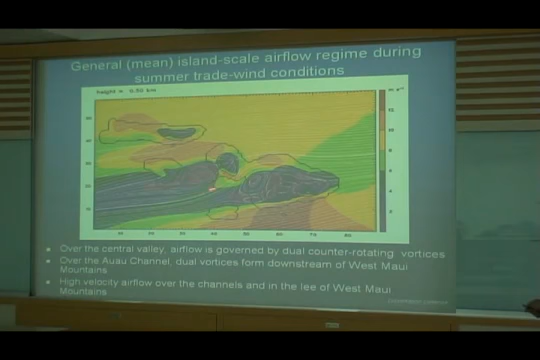 General (mean) island-scale airflow regime during
summer trade-wind conditions
Over the central valley, airflow is governed by dual counter-rotating vortices
Over the Auau Channel, dual vortices form downstream of West Maui
Mountains
High velocity airflow over the channels and in the lee of West Maui
Mountains